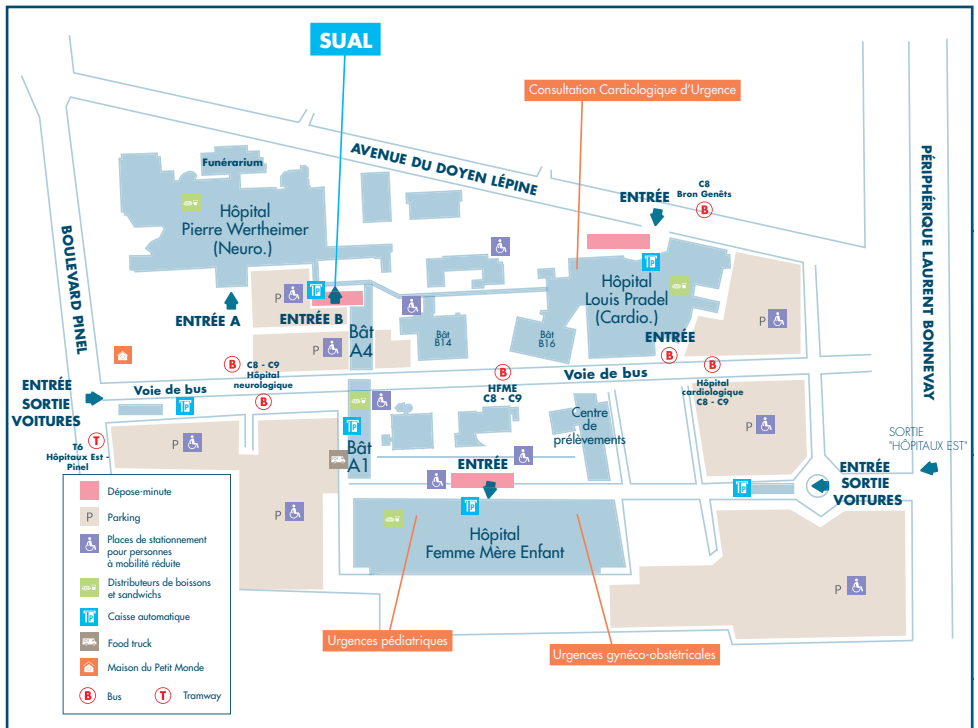 SUAL
Consultation Cardiologique d'Urgence
AVENUE DU DOYEN LÉPINE
BOULEVARD PINEL
PÉRIPHÉRIQUE LAURENT BONNEVAY
Funérarium
Hôpital
Pierre Wertheimer
(Neuro.)
C8
Bron Genêts
B
ENTRÉE
Hôpital
Louis Pradel
(Cardio.)
ENTRÉE
B
B
Hôpital
cardiologique
C8 - C9
P
P
ENTRÉE A
ENTRÉE B
P
P
Bât
A4
Bât
B14
Bât
B16
B
C8 - C9
Hôpital
neurologique
B
Voie de bus
B
HFME
C8 - C9
Voie de bus
ENTRÉE
SORTIE
VOITURES
T
T6
Hôpitaux Est -
Pinel
P
P
Bât
A1
Centre
de
prélèvements
ENTRÉE
Hôpital
Femme Mère Enfant
SORTIE
"HÔPITAUX EST"
ENTRÉE
SORTIE
VOITURES
P
Urgences pédiatriques
Urgences gynéco-obstétricales
Dépose-minute
P Parking
Places de stationnement
pour personnes
à mobilité réduite
Distributeurs de boissons
et sandwichs
Caisse automatique
Food truck
Maison du Petit Monde
B Bus T Tramway